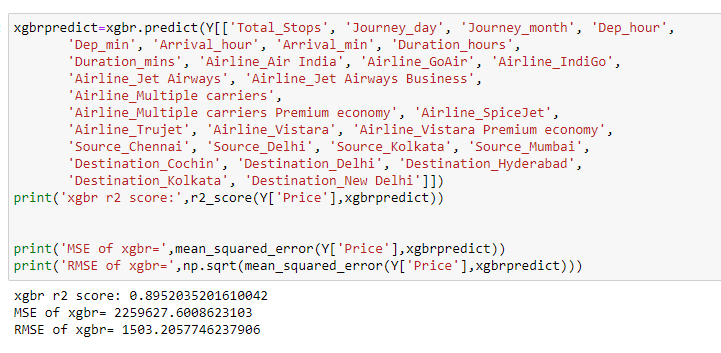 xgbrpredict=xgbr.predict(Y[['Total_Stops', 'Journey_day', 'Journey_month', 'Dep_hour',
'Dep_min', 'Arrival_hour', 'Arrival_min', 'Duration_hours',
'Duration_mins', 'Airline_Air India', 'Airline_GoAir', 'Airline_IndiGo',
'Airline_Jet Airways', 'Airline_Jet Airways Business',
'Airline_Multiple carriers',
'Airline_Multiple carriers Premium economy', 'Airline_SpiceJet',
'Airline_Trujet', 'Airline_Vistara', 'Airline_Vistara Premium economy',
'Source_Chennai', 'Source_Delhi', 'Source_Kolkata', 'Source_Mumbai',
'Destination_Cochin', 'Destination_Delhi', 'Destination_Hyderabad',
'Destination_Kolkata', 'Destination_New Delhi']])
print('xgbr r2 score:',r2_score(Y['Price'],xgbrpredict))
print('MSE of xgbr=',mean_squared_error(Y['Price'],xgbrpredict))
print('RMSE of xgbr=',np.sqrt(mean_squared_error(Y['Price'],xgbrpredict)))
xgbr r2 score: 0.8952035201610042
MSE of xgbr= 2259627.6008623103
RMSE of xgbr= 1503.2057746237906